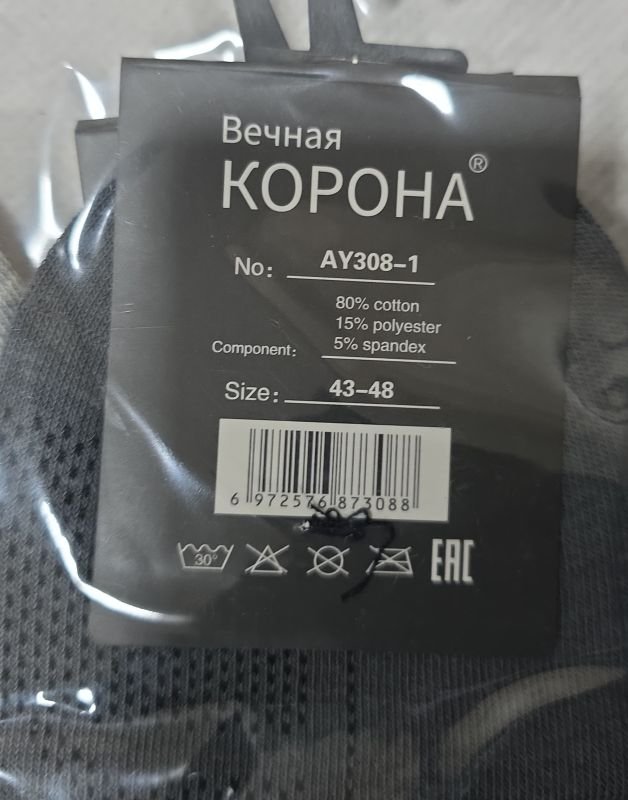 Вечная
КОРОНА®
No: AY308-1
80% cotton
15% polyester
Component: 5% spandex
Size: 43-48
6 972576 873088
30°
EAC